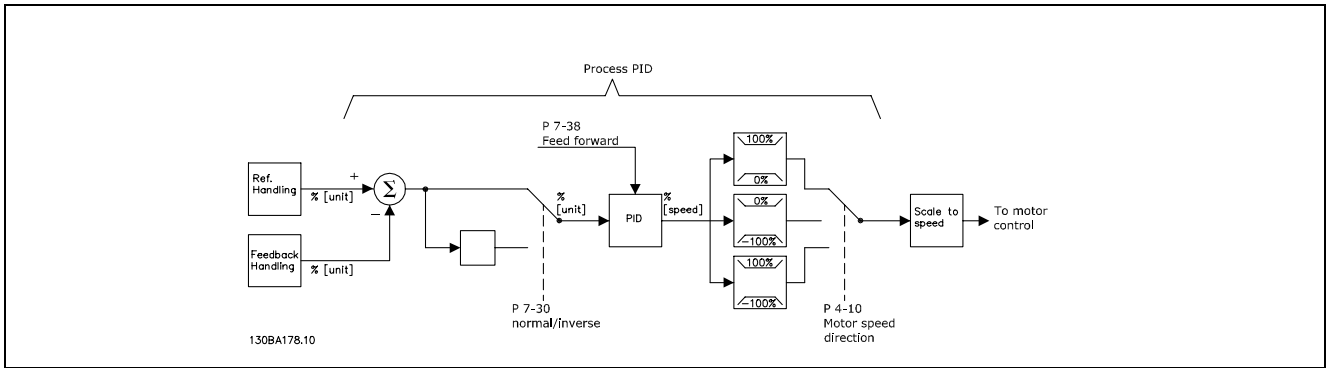 Process PID
P 7-38
Feed forward
100%
0%
Ref.
Handling
+
% [unit]
Σ
−
%
[unit]
PID
%
[speed]
0%
−100%
Scale to
speed
To motor
control
Feedback
Handling
% [unit]
100%
−100%
P 7-30
normal/inverse
P 4-10
Motor speed
direction
130BA178.10